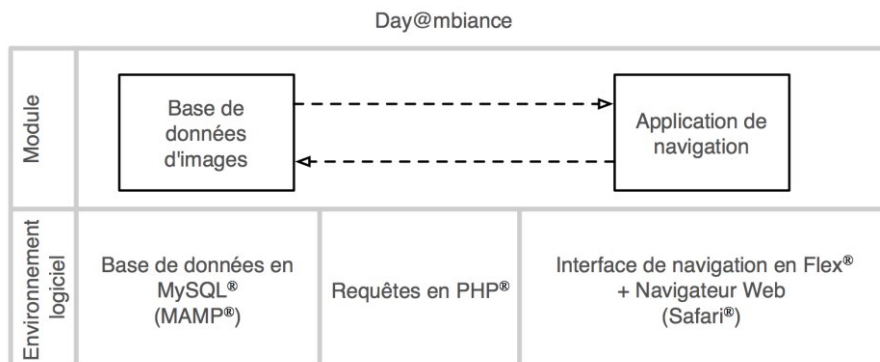 Day@mbiance
Module
Base de
données
d'images
Application de
navigation
Environnement
logiciel
Base de données en
MySQL®
(MAMP®)
Requêtes en PHP®
Interface de navigation en Flex®
+ Navigateur Web
(Safari®)